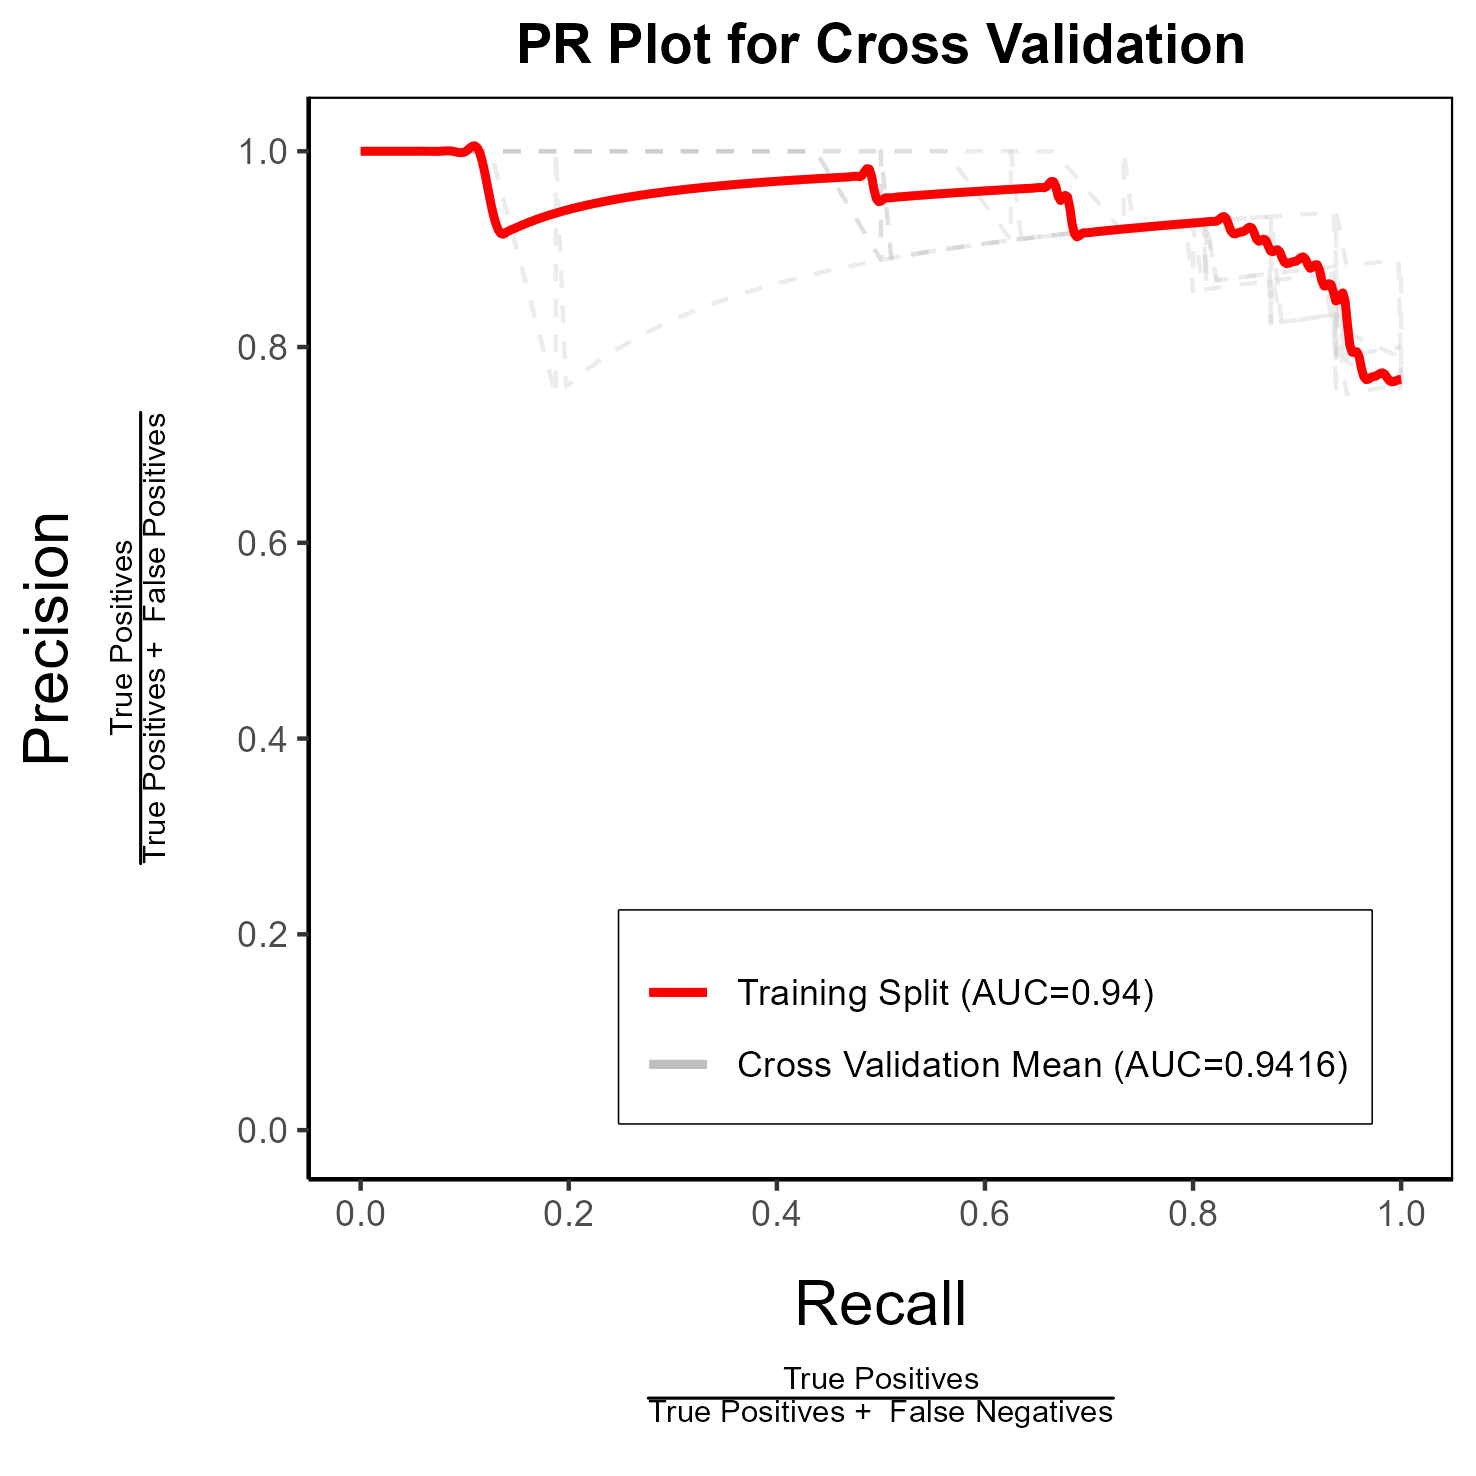 PR Plot for Cross Validation
Precision
True Positives
True Positives + False Positives
1.0
0.8
0.6
0.4
0.2
0.0
Training Split (AUC=0.94)
Cross Validation Mean (AUC=0.9416)
0.0 0.2 0.4 0.6 0.8 1.0
Recall
True Positives
True Positives + False Negatives